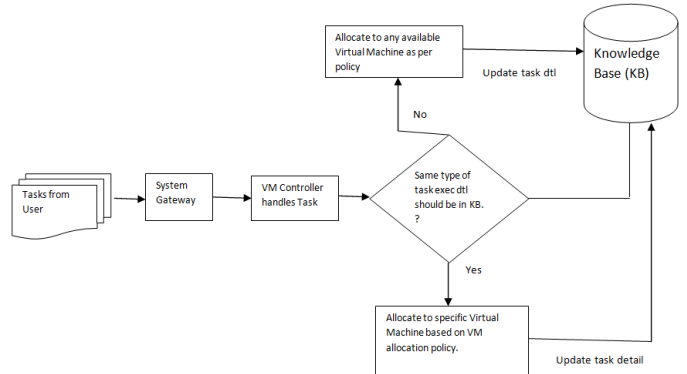 Allocate to any available
Virtual Machine as per
policy
Update task dtl
Knowledge
Base (KB)
No
Tasks from
User
System
Gateway
VM Controller
handles Task
Same type of
task exec dtl
should be in KB.
?
Yes
Allocate to specific Virtual
Machine based on VM
allocation policy.
Update task detail